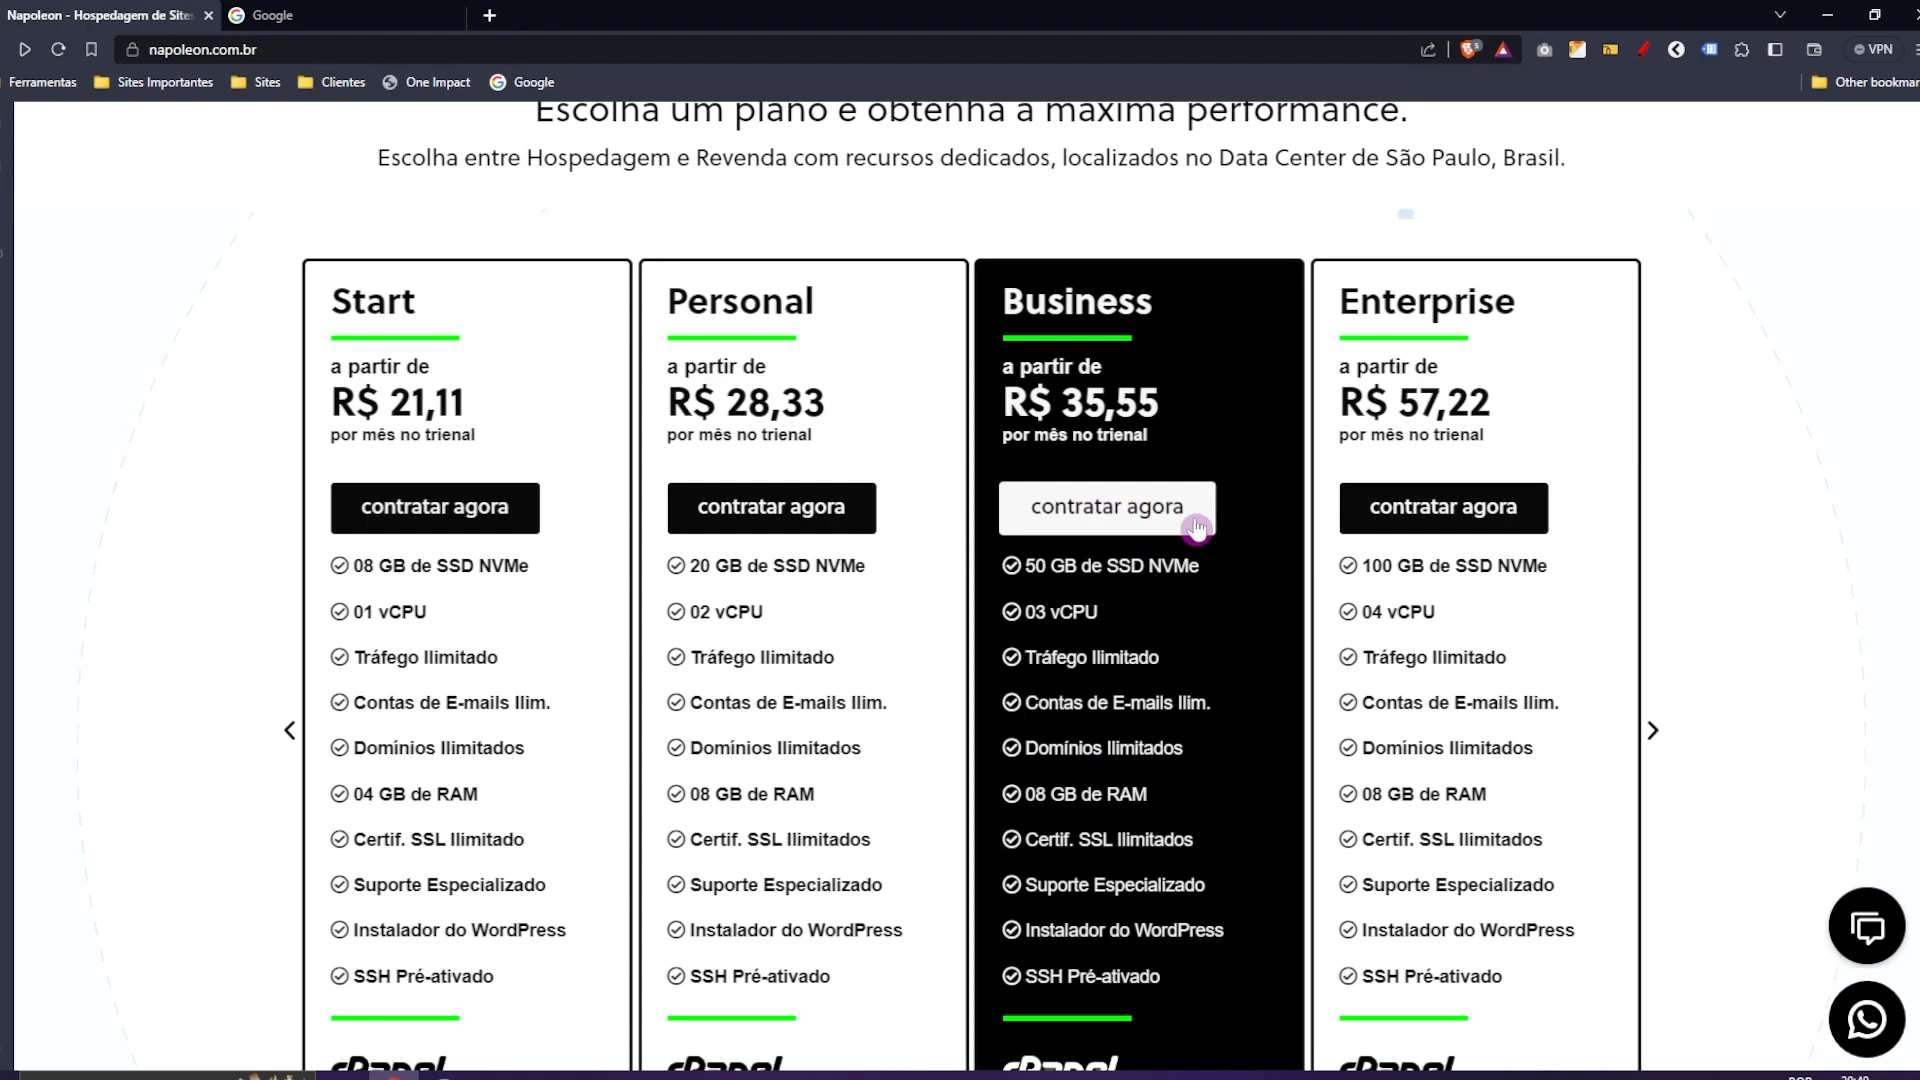 Napoleon - Hospedagem de Sites
Google
napoleon.com.br
5
VPN
Ferramentas
Sites Importantes
Sites
Clientes
One Impact
Google
Other bookmar
Escolha um plano e obtenha a máxima performance.
Escolha entre Hospedagem e Revenda com recursos dedicados, localizados no Data Center de São Paulo, Brasil.
Start
a partir de
R$ 21,11
por mês no trienal
contratar agora
08 GB de SSD NVMe
01 vCPU
Tráfego Ilimitado
Contas de E-mails Ilim.
Domínios Ilimitados
04 GB de RAM
Certif. SSL Ilimitado
Suporte Especializado
Instalador do WordPress
SSH Pré-ativado
cPanel
Personal
a partir de
R$ 28,33
por mês no trienal
contratar agora
20 GB de SSD NVMe
02 vCPU
Tráfego Ilimitado
Contas de E-mails Ilim.
Domínios Ilimitados
08 GB de RAM
Certif. SSL Ilimitados
Suporte Especializado
Instalador do WordPress
SSH Pré-ativado
cPanel
Business
a partir de
R$ 35,55
por mês no trienal
contratar agora
50 GB de SSD NVMe
03 vCPU
Tráfego Ilimitado
Contas de E-mails Ilim.
Domínios Ilimitados
08 GB de RAM
Certif. SSL Ilimitados
Suporte Especializado
Instalador do WordPress
SSH Pré-ativado
cPanel
Enterprise
a partir de
R$ 57,22
por mês no trienal
contratar agora
100 GB de SSD NVMe
04 vCPU
Tráfego Ilimitado
Contas de E-mails Ilim.
Domínios Ilimitados
08 GB de RAM
Certif. SSL Ilimitados
Suporte Especializado
Instalador do WordPress
SSH Pré-ativado
cPanel